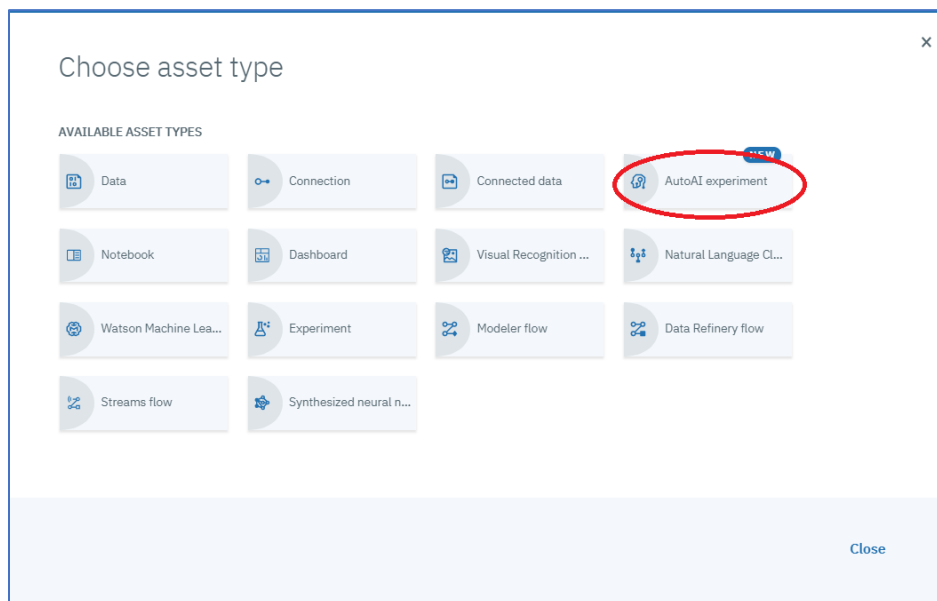 ×
Choose asset type
AVAILABLE ASSET TYPES
NEW
Data
Connection
Connected data
AutoAI experiment
Notebook
Dashboard
Visual Recognition ...
Natural Language Cl...
Watson Machine Lea...
Experiment
Modeler flow
Data Refinery flow
Streams flow
Synthesized neural n...
Close